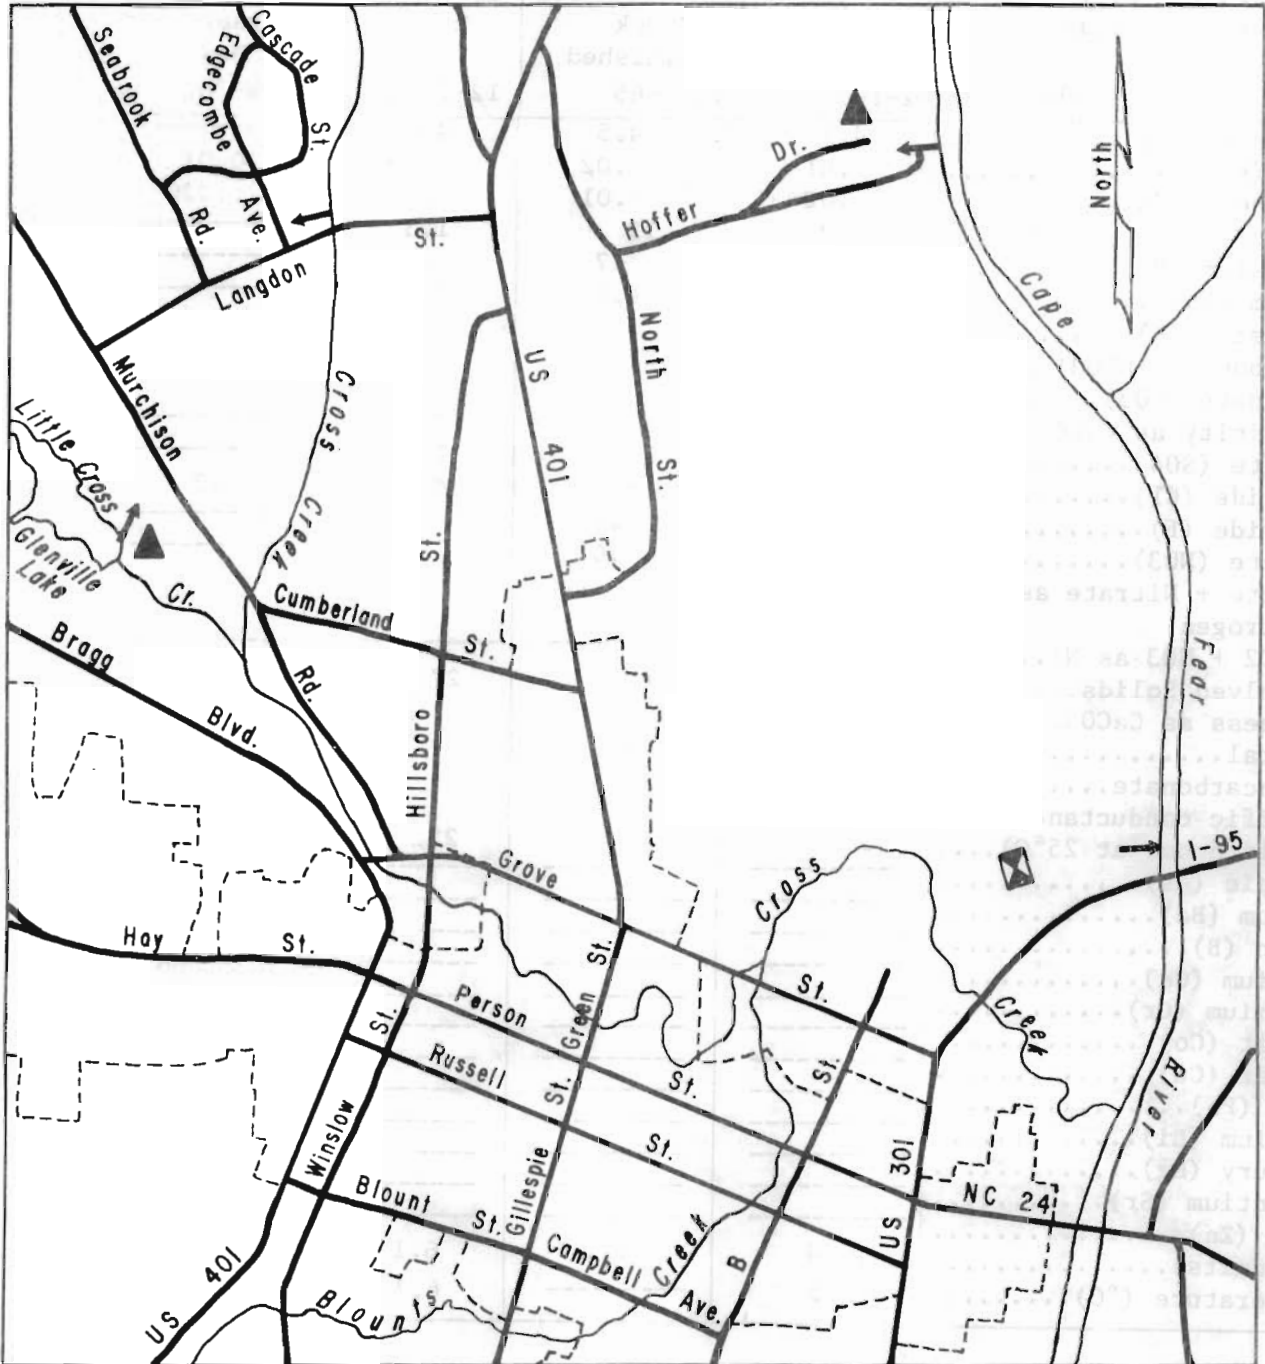 Seabrook
Rd.
Edgecombe
Ave.
Cascade
St.
Langdon
St.
Dr.
Hoffer
North
Cape
Fear
River
North
St.
US
401
Murchison
Rd.
Cross
Creek
Little Cross
Cr.
Glenville
Lake
Cumberland
St.
Bragg
Blvd.
Hillsboro
St.
Grove
St.
Cross
Creek
I-95
Hay
St.
Person
St.
Green
St.
Russell
St.
Winslow
St.
Gillespie
St.
Blount
St.
Campbell
Ave.
B
St.
US
301
NC 24
US
401
Blounts
Creek